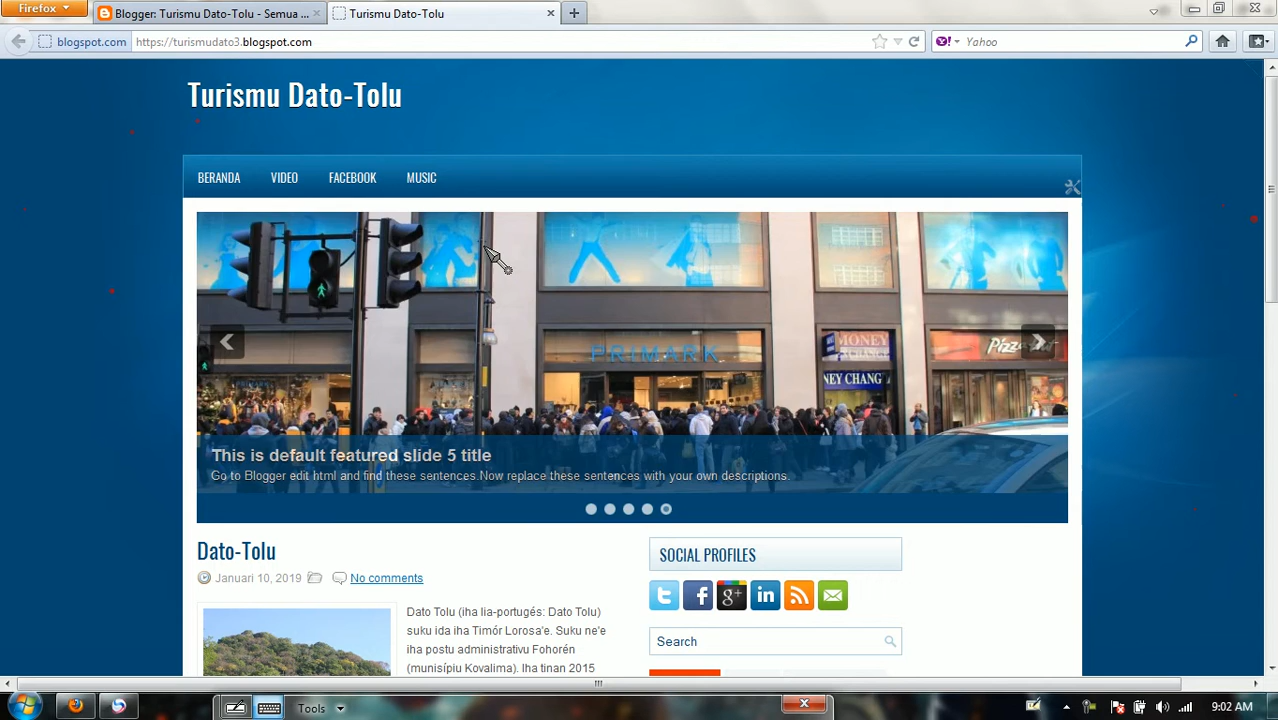 Firefox
Blogger: Turismu Dato-Tolu - Semua ...
Turismu Dato-Tolu
blogspot.com
https://turismudato3.blogspot.com
Yahoo
Turismu Dato-Tolu
BERANDA
VIDEO
FACEBOOK
MUSIC
PRIMARK
MONEY
EXCHANGE
MONEY CHANG
Pizza
This is default featured slide 5 title
Go to Blogger edit html and find these sentences.Now replace these sentences with your own descriptions.
Dato-Tolu
Januari 10, 2019
No comments
Dato Tolu (iha lia-portugés: Dato Tolu)
suku ida iha Timór Lorosa'e. Suku ne'e
iha postu administrativu Fohorén
(munisípiu Kovalima). Iha tinan 2015
SOCIAL PROFILES
Search
Tools
9:02 AM